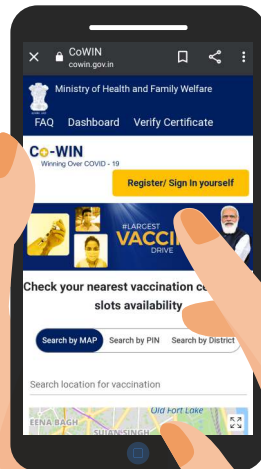 CoWIN
cowin.gov.in
Ministry of Health and Family Welfare
FAQ Dashboard Verify Certificate
Co-WIN
Winning Over COVID - 19
Register/ Sign In yourself
#LARGEST
VACCI
DRIVE
Check your nearest vaccination c
slots availability
Search by MAP Search by PIN Search by District
Search location for vaccination
Old Fort Lake
EENA BAGH
SUJAN SINGH